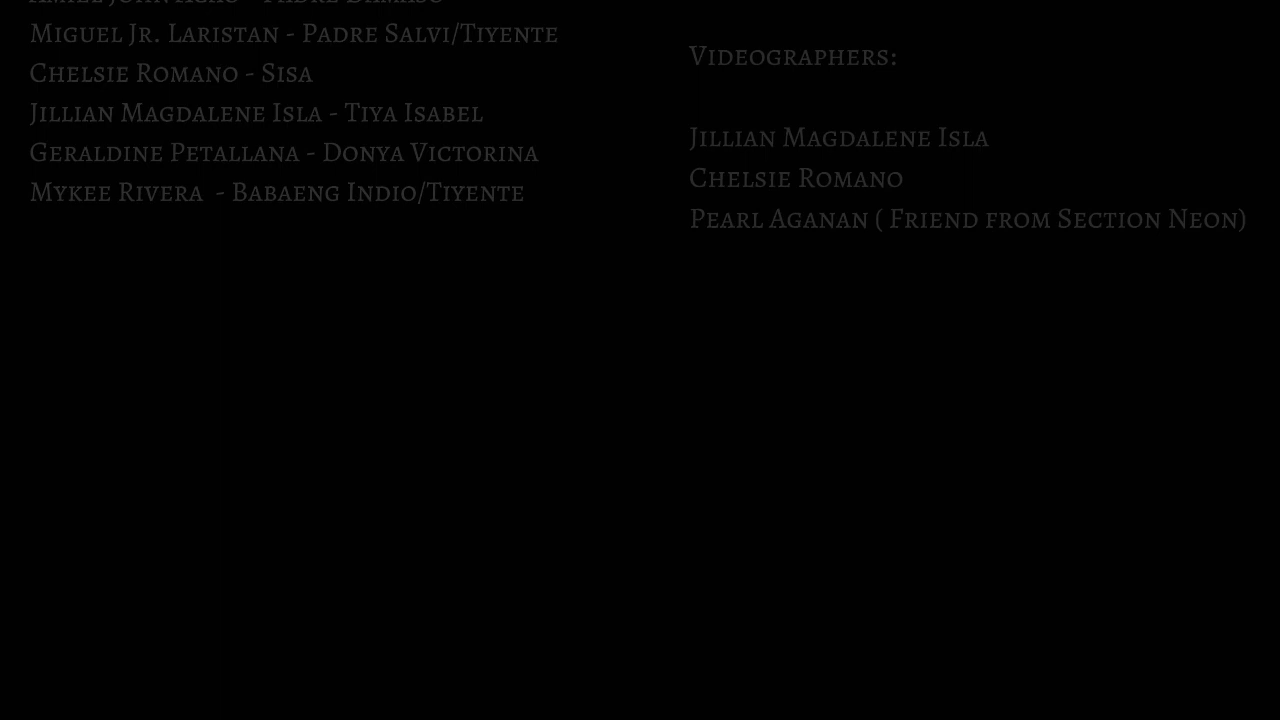 Miguel Jr. Laristan - Padre Salvi/Tiyente
Chelsie Romano - Sisa
Jillian Magdalene Isla - Tiya Isabel
Geraldine Petallana - Donya Victorina
Mykee Rivera - Babaeng Indio/Tiyente
Videographers:
Jillian Magdalene Isla
Chelsie Romano
Pearl Aganan ( Friend from Section Neon)